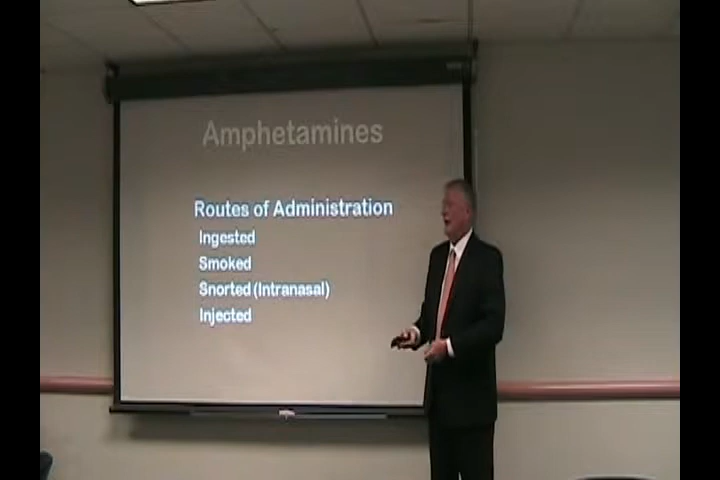 Amphetamines
Routes of Administration
Ingested
Smoked
Snorted (Intranasal)
Injected